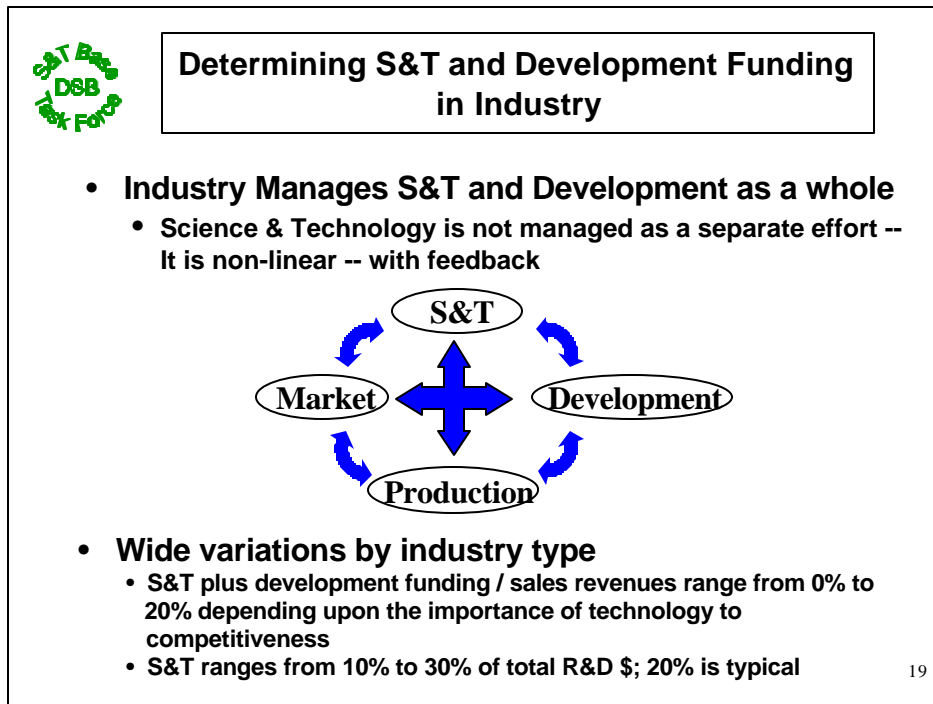 S&T Base
DSB
Task Force
Determining S&T and Development Funding
in Industry
• Industry Manages S&T and Development as a whole
• Science & Technology is not managed as a separate effort --
It is non-linear -- with feedback
S&T
Market
Development
Production
• Wide variations by industry type
• S&T plus development funding / sales revenues range from 0% to
20% depending upon the importance of technology to
competitiveness
• S&T ranges from 10% to 30% of total R&D $; 20% is typical
19